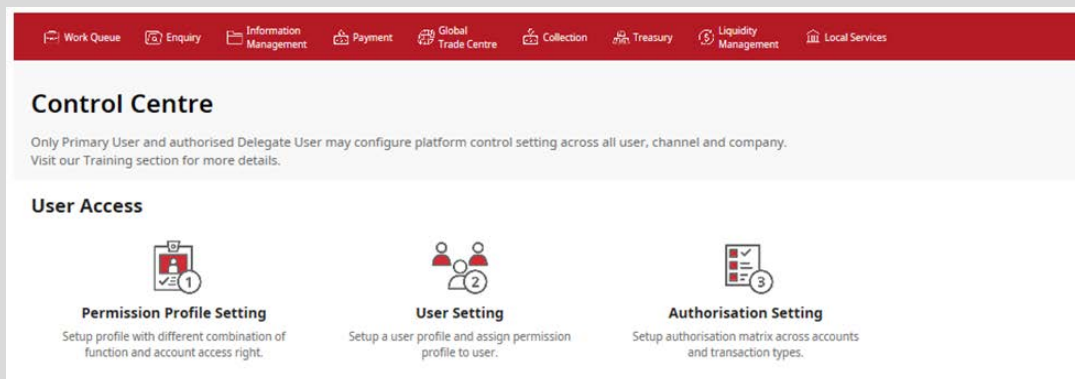 Work Queue
Enquiry
Information
Management
Payment
Global
Trade Centre
Collection
Treasury
Liquidity
Management
Local Services
Control Centre
Only Primary User and authorised Delegate User may configure platform control setting across all user, channel and company.
Visit our Training section for more details.
User Access
1
Permission Profile Setting
Setup profile with different combination of
function and account access right.
2
User Setting
Setup a user profile and assign permission
profile to user.
3
Authorisation Setting
Setup authorisation matrix across accounts
and transaction types.